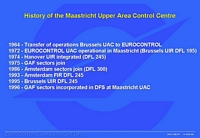 History of the Maastricht Upper Area Control Centre
1964 - Transfer of operations Brussels UAC to EUROCONTROL
1972 - EUROCONTROL UAC operational in Maastricht (Brussels UIR DFL 195)
1974 - Hanover UIR integrated (DFL 245)
1975 - GAF sectors join
1986 - Amsterdam sectors join (DFL 300)
1993 - Amsterdam FIR DFL 245
1995 - Brussels UIR DFL 245
1996 - GAF sectors incorporated in DFS at Maastricht UAC